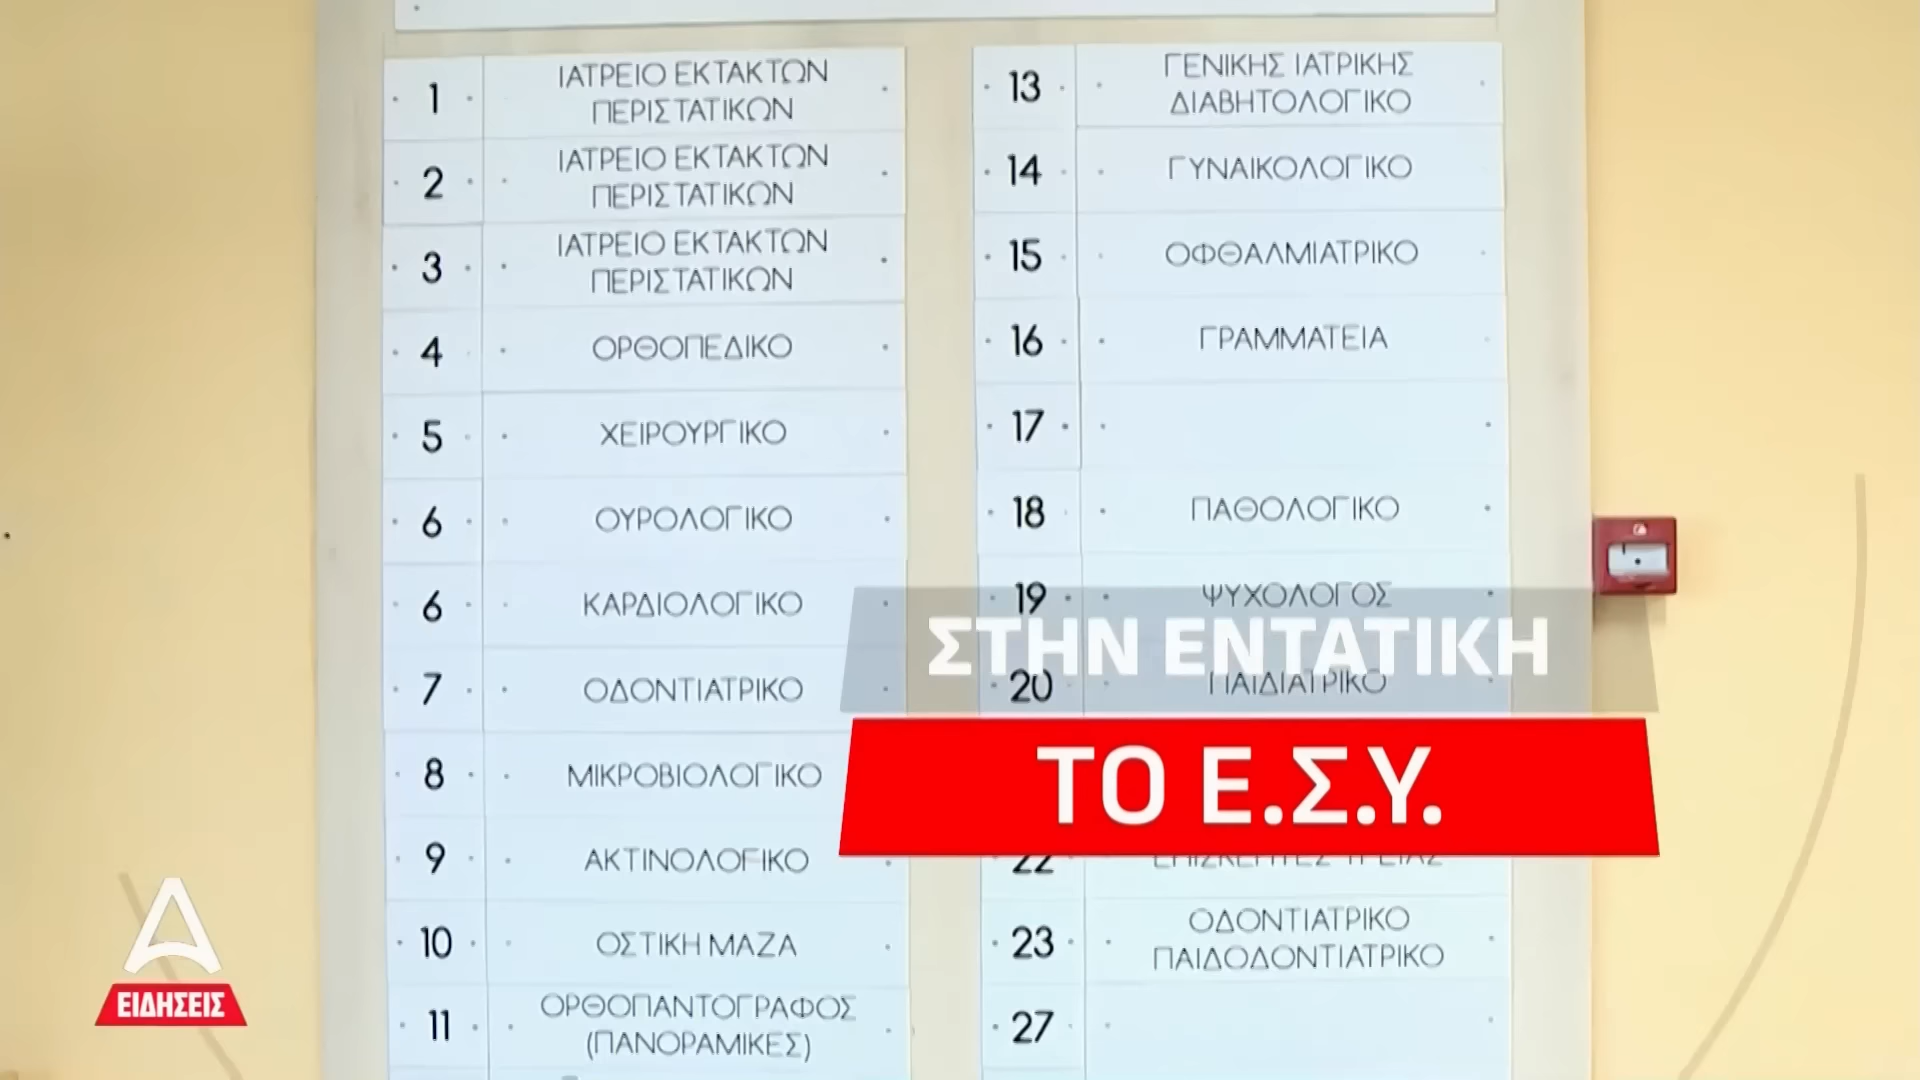 1
ΙΑΤΡΕΙΟ ΕΚΤΑΚΤΩΝ
ΠΕΡΙΣΤΑΤΙΚΩΝ
2
ΙΑΤΡΕΙΟ ΕΚΤΑΚΤΩΝ
ΠΕΡΙΣΤΑΤΙΚΩΝ
3
ΙΑΤΡΕΙΟ ΕΚΤΑΚΤΩΝ
ΠΕΡΙΣΤΑΤΙΚΩΝ
4 ΟΡΘΟΠΕΔΙΚΟ
5 ΧΕΙΡΟΥΡΓΙΚΟ
6 ΟΥΡΟΛΟΓΙΚΟ
6 ΚΑΡΔΙΟΛΟΓΙΚΟ
7 ΟΔΟΝΤΙΑΤΡΙΚΟ
8 ΜΙΚΡΟΒΙΟΛΟΓΙΚΟ
9 ΑΚΤΙΝΟΛΟΓΙΚΟ
10 ΟΣΤΙΚΗ ΜΑΖΑ
11
ΟΡΘΟΠΑΝΤΟΓΡΑΦΟΣ
(ΠΑΝΟΡΑΜΙΚΕΣ)
13
ΓΕΝΙΚΗΣ ΙΑΤΡΙΚΗΣ
ΔΙΑΒΗΤΟΛΟΓΙΚΟ
14 ΓΥΝΑΙΚΟΛΟΓΙΚΟ
15 ΟΦΘΑΛΜΙΑΤΡΙΚΟ
16 ΓΡΑΜΜΑΤΕΙΑ
17
18 ΠΑΘΟΛΟΓΙΚΟ
19 ΨΥΧΟΛΟΓΟΣ
20 ΠΑΙΔΙΑΤΡΙΚΟ
22
23
ΟΔΟΝΤΙΑΤΡΙΚΟ
ΠΑΙΔΟΔΟΝΤΙΑΤΡΙΚΟ
27
ΣΤΗΝ ΕΝΤΑΤΙΚΗ
ΤΟ Ε.Σ.Υ.
ΕΙΔΗΣΕΙΣ